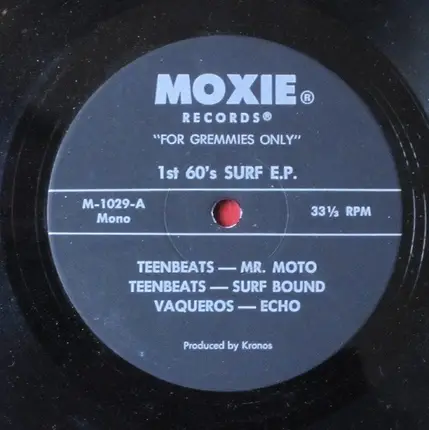 MOXIE®
RECORDS®
"FOR GREMMIES ONLY"
1st 60's SURF E.P.
M-1029-A
Mono
33⅓ RPM
TEENBEATS — MR. MOTO
TEENBEATS — SURF BOUND
VAQUEROS — ECHO
Produced by Kronos